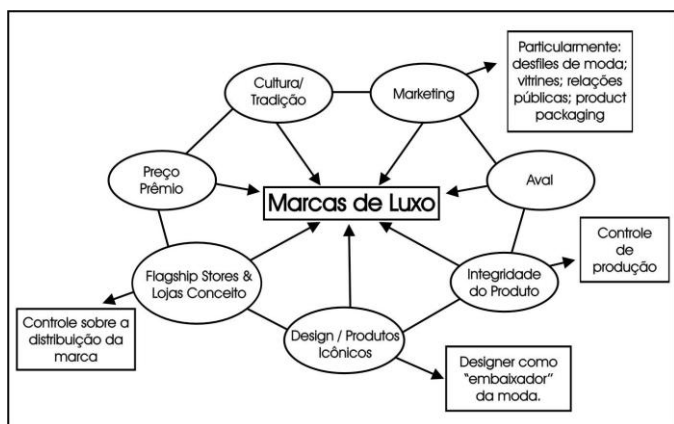 Particularmente:
desfiles de moda;
vitrines; relações
públicas; product
packaging
Cultura/
Tradição
Marketing
Preço
Prêmio
Marcas de Luxo
Aval
Flagship Stores &
Lojas Conceito
Integridade
do Produto
Controle
de
produção
Controle sobre a
distribuição da
marca
Design / Produtos
Icônicos
Designer como
"embaixador"
da moda.